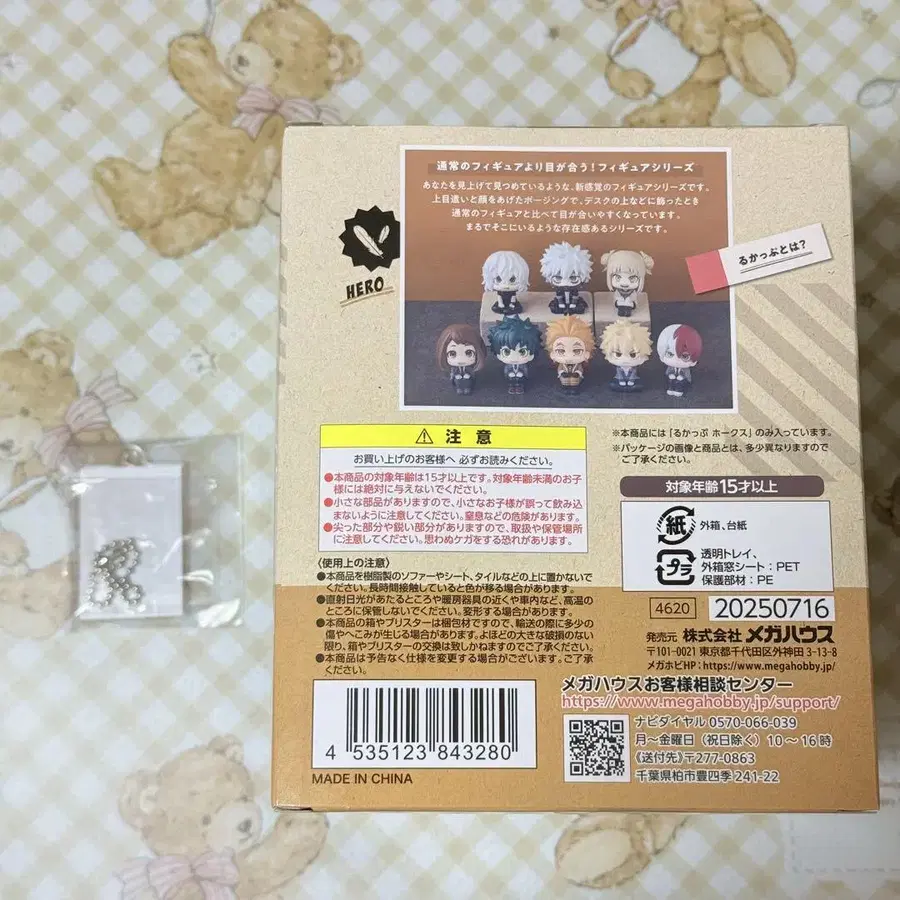 通常のフィギュアより目が合う!フィギュアシリーズ
あなたを見上げて見つめているような、新感覚のフィギュアシリーズです。
上目遣いと顔をあげたポージングで、デスクの上などに飾ったとき
通常のフィギュアと比べて目が合いやすくなっています。
まるでそこにいるような存在感あるシリーズです。
るかっぷとは?
HERO
⚠ 注意
お買い上げのお客様へ 必ずお読みください。
●本商品の対象年齢は15才以上です。対象年齢未満のお子
様には絶対に与えないでください。
●小さな部品がありますので、小さなお子様が誤って飲み込
まないように注意してください。窒息などの危険があります。
●尖った部分や鋭い部分がありますので、取扱や保管場所
に注意してください。思わぬケガをする恐れがあります。
〈使用上の注意〉
●本商品を樹脂製のソファーやシート、タイルなどの上に置かないで
ください。長時間接触していると色が移る場合があります。
●直射日光があたるところや暖房器具の近くや車内など、高温の
ところに保管しないでください。変形する場合があります。
●本商品の箱やブリスターは梱包材ですので、輸送の際に多少の
傷やへこみが生じる場合があります。よほどの大きな破損のない
限り、箱やブリスターの交換は致しかねますのでご了承ください。
●本商品は予告なく仕様を変更する場合がございます。ご了承く
ださい。
4 535123 843280
MADE IN CHINA
※本商品には「るかっぷ ホークス」のみ入っています。
※パッケージの画像と商品とは、多少異なりますので
ご了承ください。
対象年齢15才以上
紙
外箱、台紙
プラ
透明トレイ、
外箱窓シート:PET
保護部材:PE
4620 20250716
発売元 株式会社 メガハウス
〒101-0021 東京都千代田区外神田 3-13-8
メガホビHP:https://www.megahobby.jp/
メガハウスお客様相談センター
https://www.megahobby.jp/support/
ナビダイヤル 0570-066-039
月〜金曜日(祝日除く)10〜16時
《送付先》〒277-0863
千葉県柏市豊四季 241-22